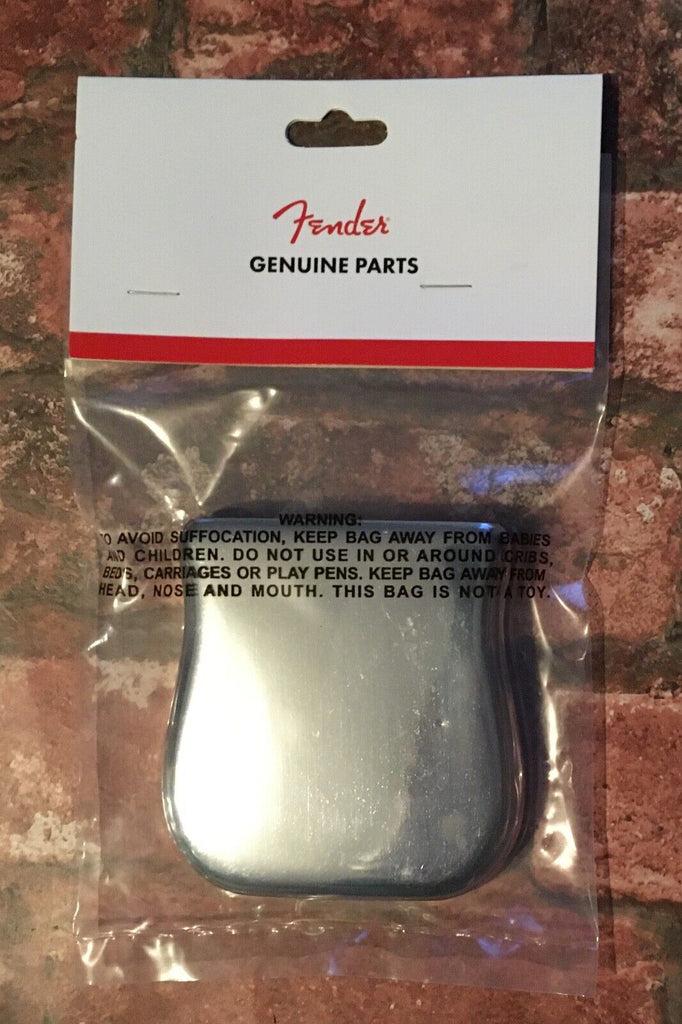 Fender
GENUINE PARTS
WARNING:
TO AVOID SUFFOCATION, KEEP BAG AWAY FROM BABIES
AND CHILDREN. DO NOT USE IN OR AROUND CRIBS,
BEDS, CARRIAGES OR PLAY PENS. KEEP BAG AWAY FROM
HEAD, NOSE AND MOUTH. THIS BAG IS NOT A TOY.